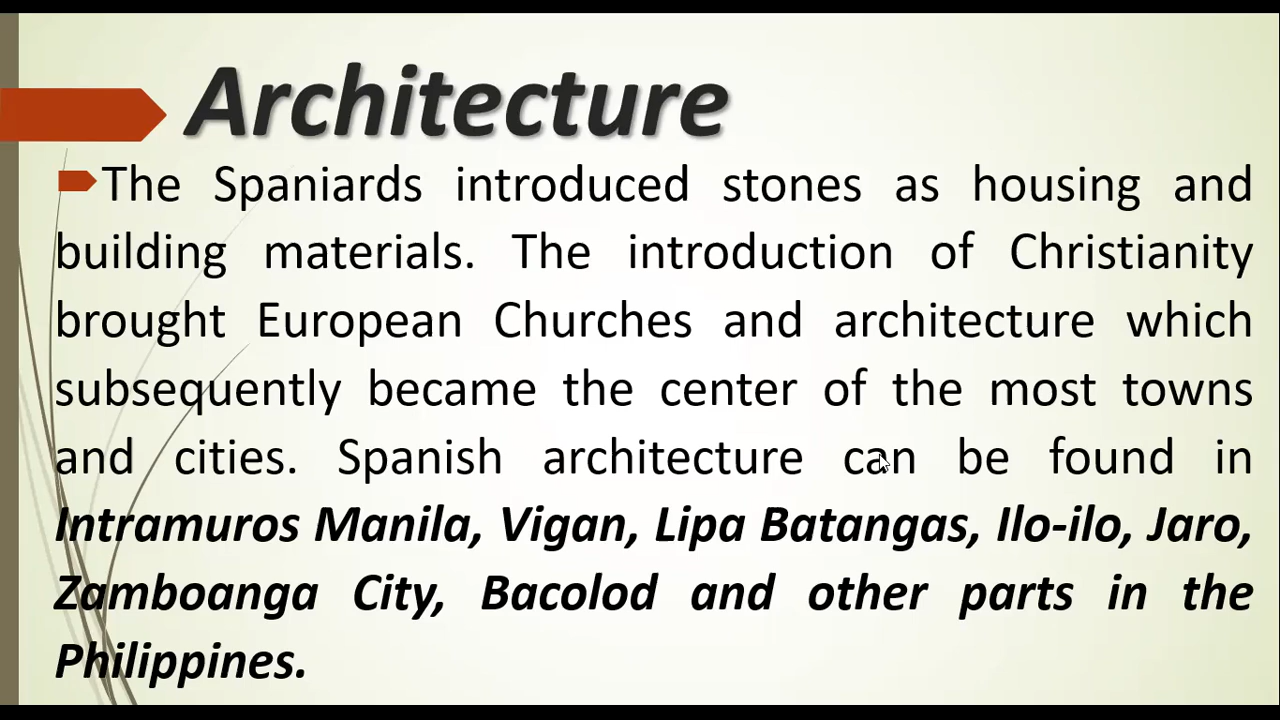 Architecture
The Spaniards introduced stones as housing and
building materials. The introduction of Christianity
brought European Churches and architecture which
subsequently became the center of the most towns
and cities. Spanish architecture can be found in
Intramuros Manila, Vigan, Lipa Batangas, Ilo-ilo, Jaro,
Zamboanga City, Bacolod and other parts in the
Philippines.